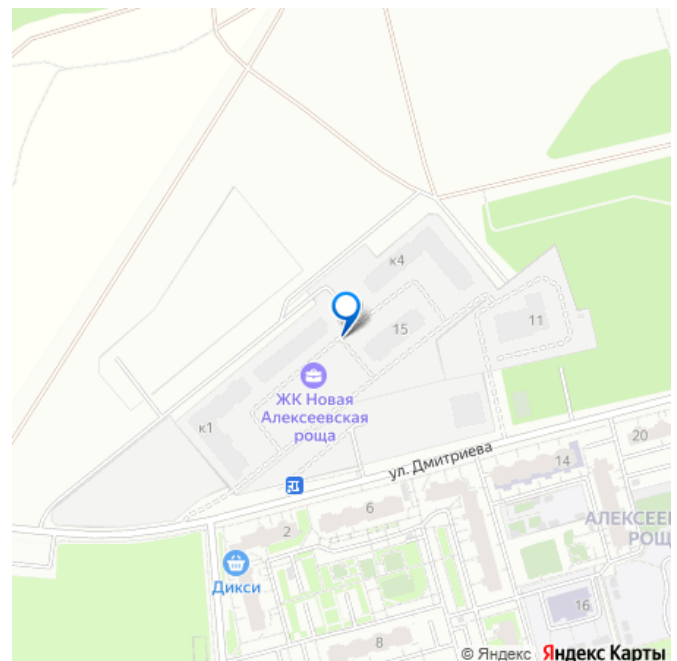 к4
15
11
ЖК Новая
Алексеевская
роща
к1
ул. Дмитриева
20
14
6
2
АЛЕКСЕЕ
РОЩ
Дикси
16
8
© Яндекс Яндекс Карты